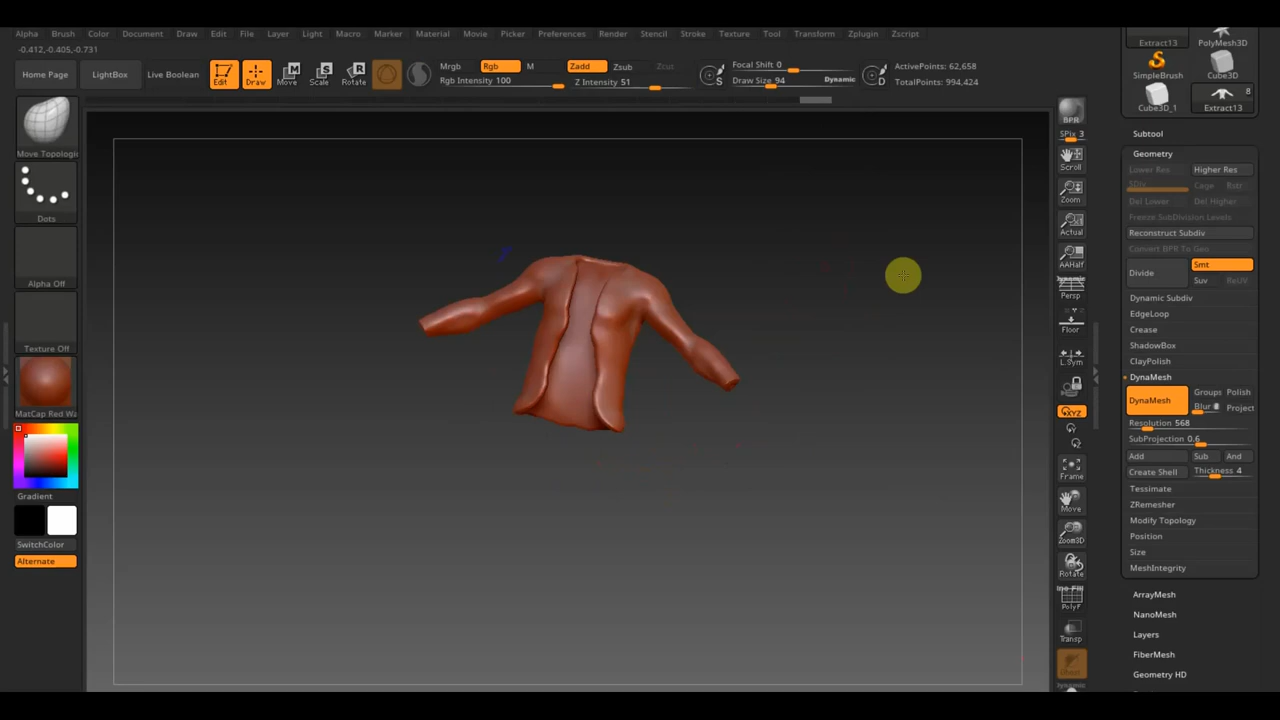 Alpha Brush Color Document Draw Edit File Layer Light Macro Marker Material Movie Picker Preferences Render Stencil Stroke Texture Tool Transform Zplugin Zscript
-0.412,-0.405,-0.731
Home Page LightBox Live Boolean Edit Draw Move Scale Rotate
Mrgb Rgb M Zadd Zsub Zcut
Rgb Intensity 100 Z Intensity 51
Focal Shift 0
Draw Size 94 Dynamic
S D
ActivePoints: 62,658
TotalPoints: 994,424
Move Topologic
Dots
Alpha Off
Texture Off
MatCap Red Wa
Gradient
SwitchColor
Alternate
BPR
SPix 3
Scroll
Zoom
Actual
AAHalf
Dynamic
Persp
Floor
L.Sym
XYZ
Frame
Move
Zoom3D
Rotate
PolyF
Transp
Dynamic
Extract13 PolyMesh3D
SimpleBrush Cube3D
8
Cube3D_1 Extract13
Subtool
Geometry
Lower Res Higher Res
SDiv Cage Rstr
Del Lower Del Higher
Freeze SubDivision Levels
Reconstruct Subdiv
Convert BPR To Geo
Divide Smt
Suv ReUV
Dynamic Subdiv
EdgeLoop
Crease
ShadowBox
ClayPolish
DynaMesh
DynaMesh Groups Polish
Blur Project
Resolution 568
SubProjection 0.6
Add Sub And
Create Shell Thickness 4
Tessimate
ZRemesher
Modify Topology
Position
Size
MeshIntegrity
ArrayMesh
NanoMesh
Layers
FiberMesh
Geometry HD